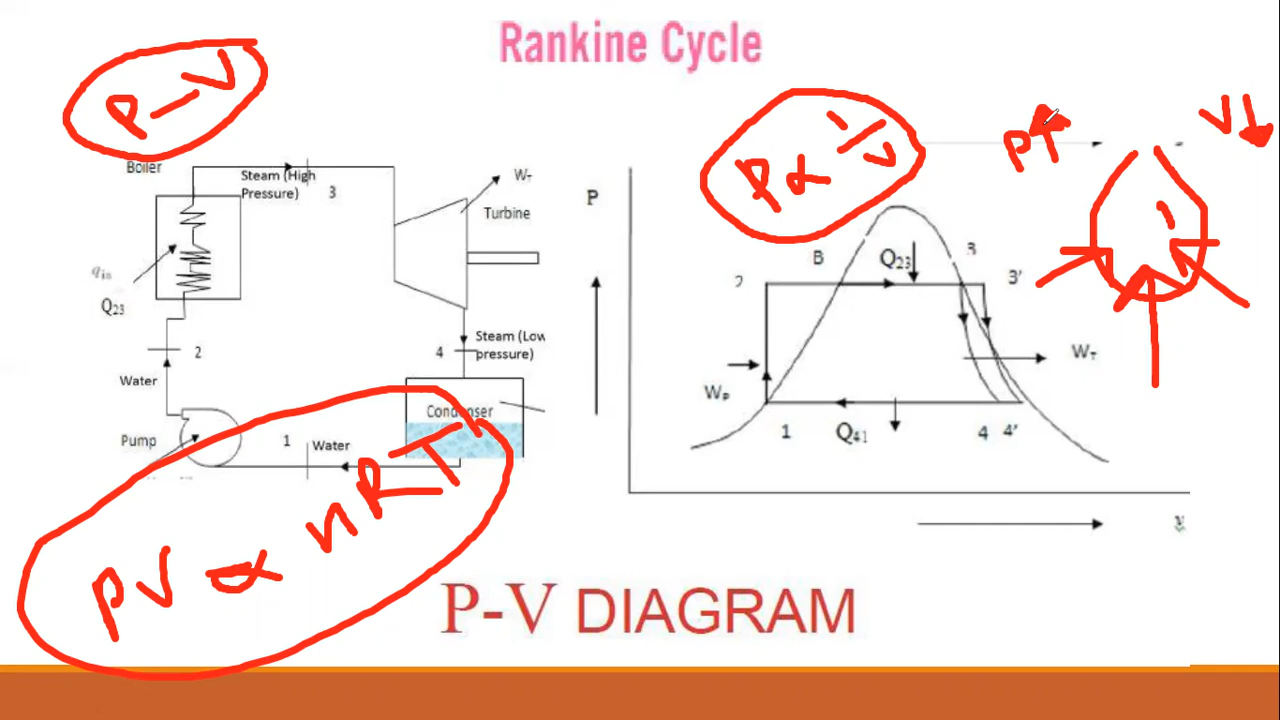 Rankine Cycle
P-V
Boiler
Steam (High
Pressure)
3
WT
Turbine
qin
Q23
2
Water
4
Steam (Low
pressure)
Condenser
Pump
1
Water
PV ∝ nRT
P ∝ 1/V
P↑
V↓
P
2
B
Q23
3
3'
WT
WP
1
Q41
4
4'
v
P-V DIAGRAM